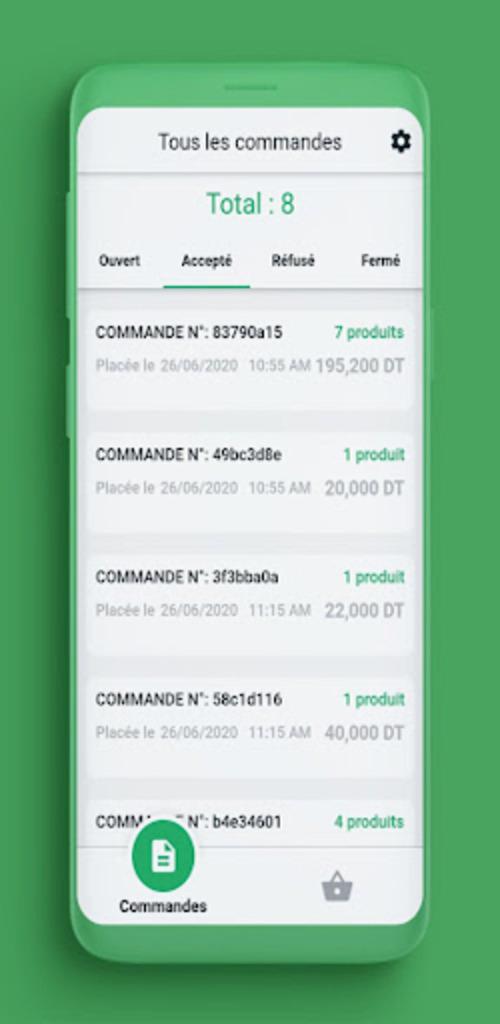 Tous les commandes
Total : 8
Ouvert Accepté Réfusé Fermé
COMMANDE N°: 83790a15 7 produits
Placée le 26/06/2020 10:55 AM 195,200 DT
COMMANDE N°: 49bc3d8e 1 produit
Placée le 26/06/2020 10:55 AM 20,000 DT
COMMANDE N°: 3f3bba0a 1 produit
Placée le 26/06/2020 11:15 AM 22,000 DT
COMMANDE N°: 58c1d116 1 produit
Placée le 26/06/2020 11:15 AM 40,000 DT
N°: b4e34601 4 produits
Commandes